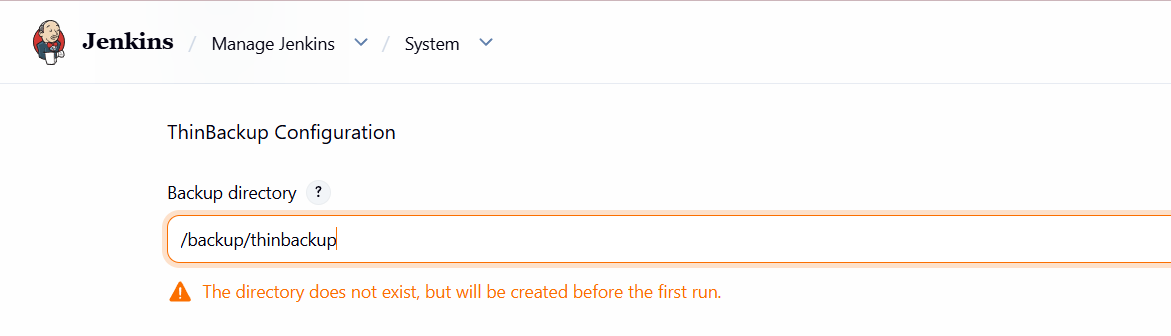 Jenkins / Manage Jenkins / System
ThinBackup Configuration
Backup directory ?
/backup/thinbackup
The directory does not exist, but will be created before the first run.